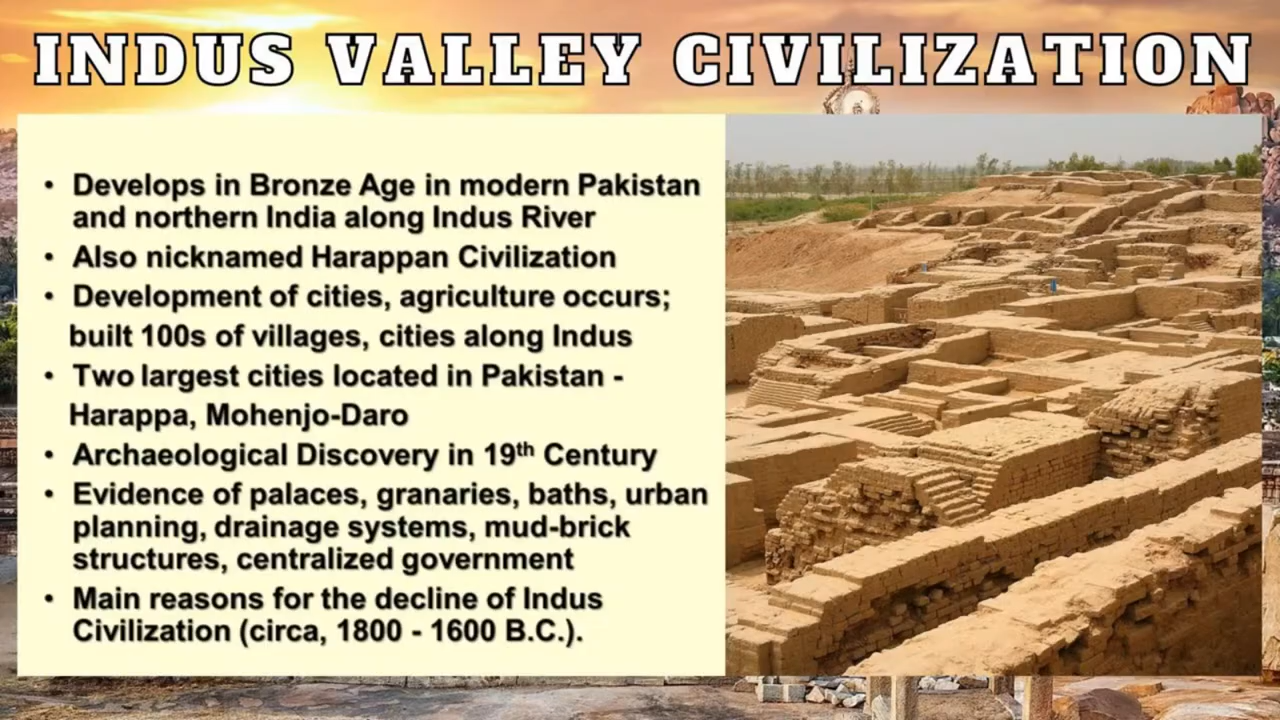 INDUS VALLEY CIVILIZATION
• Develops in Bronze Age in modern Pakistan
and northern India along Indus River
• Also nicknamed Harappan Civilization
• Development of cities, agriculture occurs;
built 100s of villages, cities along Indus
• Two largest cities located in Pakistan -
Harappa, Mohenjo-Daro
• Archaeological Discovery in 19th Century
• Evidence of palaces, granaries, baths, urban
planning, drainage systems, mud-brick
structures, centralized government
• Main reasons for the decline of Indus
Civilization (circa, 1800 - 1600 B.C.).